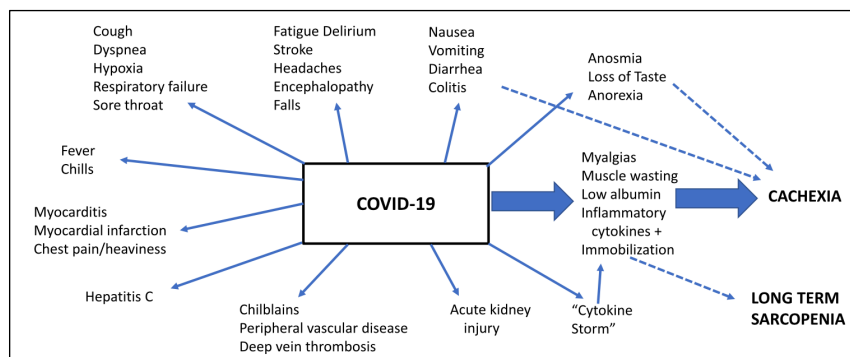 Cough
Dyspnea
Hypoxia
Respiratory failure
Sore throat
Fatigue Delirium
Stroke
Headaches
Encephalopathy
Falls
Nausea
Vomiting
Diarrhea
Colitis
Anosmia
Loss of Taste
Anorexia
Fever
Chills
COVID-19
Myalgias
Muscle wasting
Low albumin
Inflammatory
cytokines +
Immobilization
CACHEXIA
Myocarditis
Myocardial infarction
Chest pain/heaviness
Hepatitis C
Chilblains
Peripheral vascular disease
Deep vein thrombosis
Acute kidney
injury
“Cytokine
Storm”
LONG TERM
SARCOPENIA